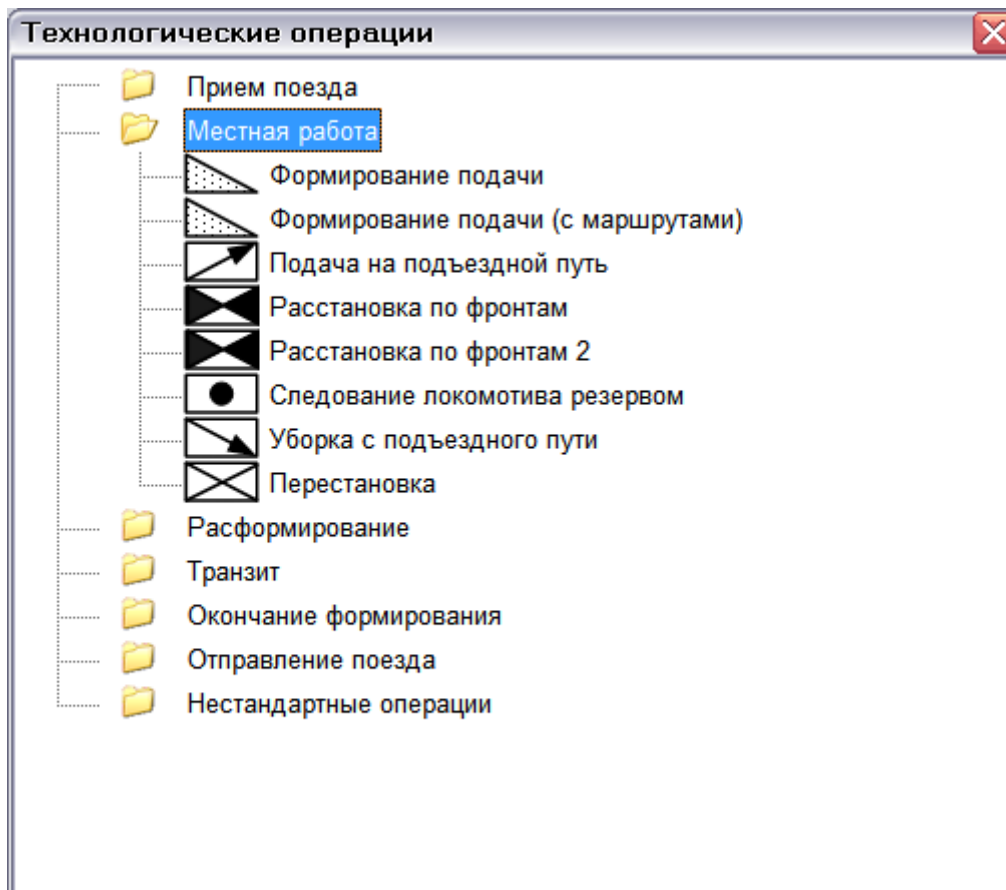 Технологические операции
Прием поезда
Местная работа
Формирование подачи
Формирование подачи (с маршрутами)
Подача на подъездной путь
Расстановка по фронтам
Расстановка по фронтам 2
Следование локомотива резервом
Уборка с подъездного пути
Перестановка
Расформирование
Транзит
Окончание формирования
Отправление поезда
Нестандартные операции